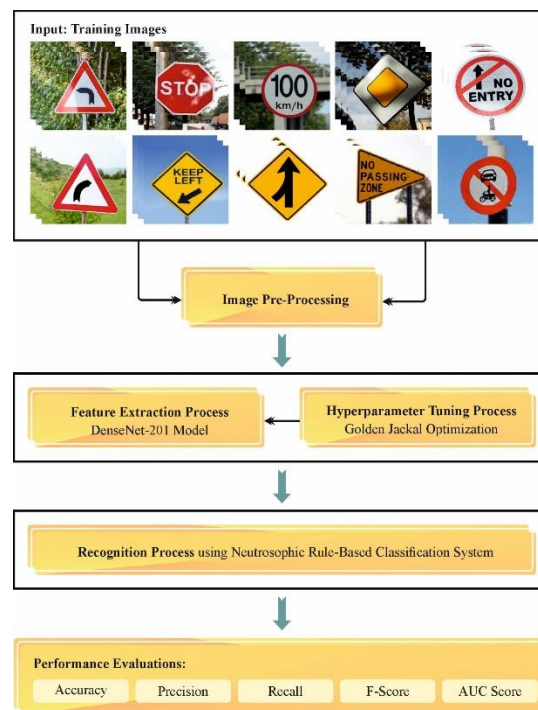 Input: Training Images
STOP
100
km/h
NO
ENTRY
KEEP
LEFT
NO
PASSING
ZONE
Image Pre-Processing
Feature Extraction Process
DenseNet-201 Model
Hyperparameter Tuning Process
Golden Jackal Optimization
Recognition Process using Neutrosophic Rule-Based Classification System
Performance Evaluations:
Accuracy
Precision
Recall
F-Score
AUC Score